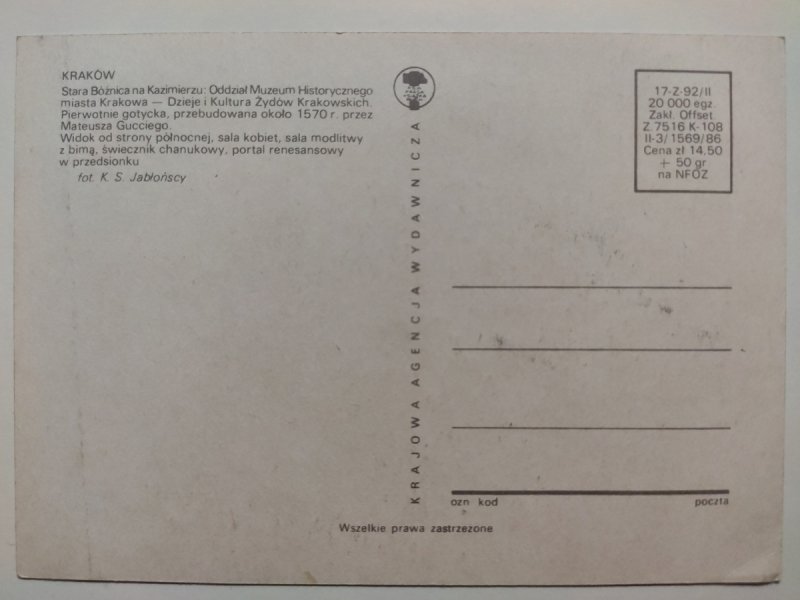 KRAKÓW
Stara Bóżnica na Kazimierzu: Oddział Muzeum Historycznego
miasta Krakowa — Dzieje i Kultura Żydów Krakowskich.
Pierwotnie gotycka, przebudowana około 1570 r. przez
Mateusza Gucciego.
Widok od strony północnej, sala kobiet, sala modlitwy
z bimą, świecznik chanukowy, portal renesansowy
w przedsionku
fot. K. S. Jabłońscy
KRAJOWA AGENCJA WYDAWNICZA
17-Z-92/II
20 000 egz.
Zakł. Offset.
Z 7516 K-108
II-3/1569/86
Cena zł 14,50
+ 50 gr
na NFOZ
ozn kod poczta
Wszelkie prawa zastrzezone